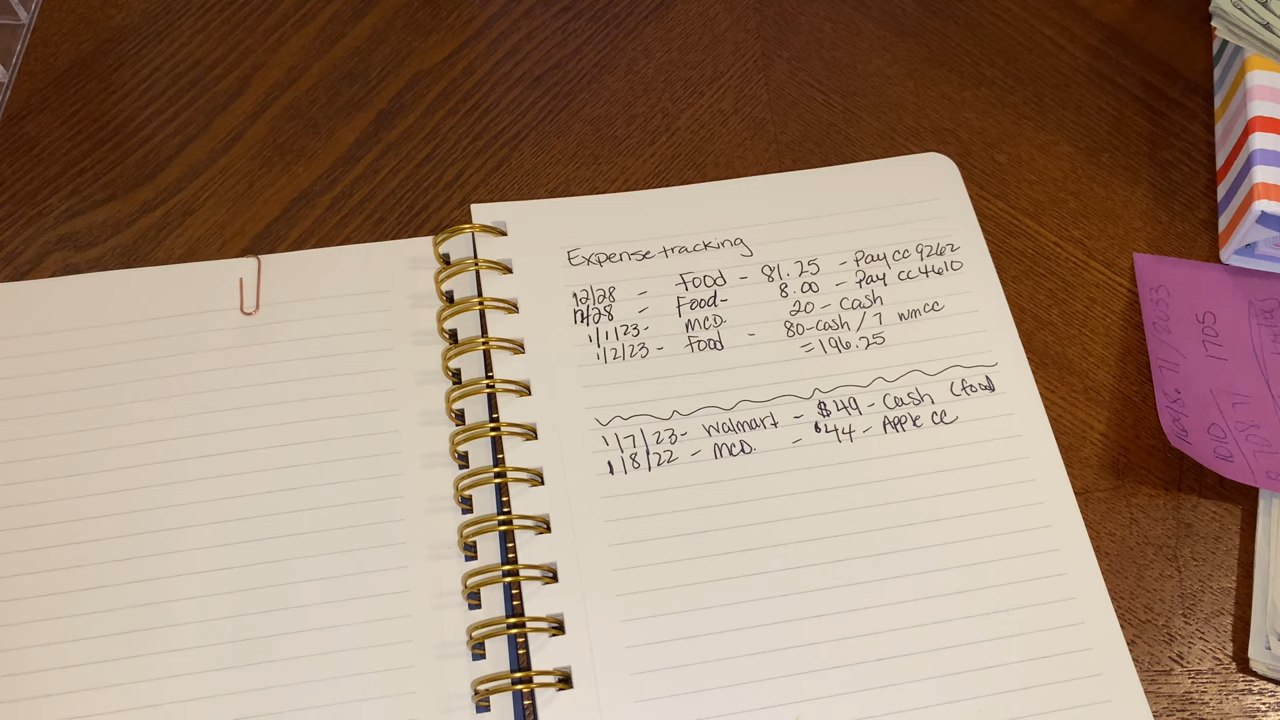 Expense tracking
12/28 - Food - 81.25 - Pay cc 9262
12/28 - Food - 8.00 - Pay cc 4610
1/1/23 - MCD. 20 - Cash
1/2/23 - Food - 80-cash / 7 wmcc
=196.25
1/7/23 - Walmart - $49 - Cash (food
1/8/22 - MCD. - $44 - Apple CC
1705
1010